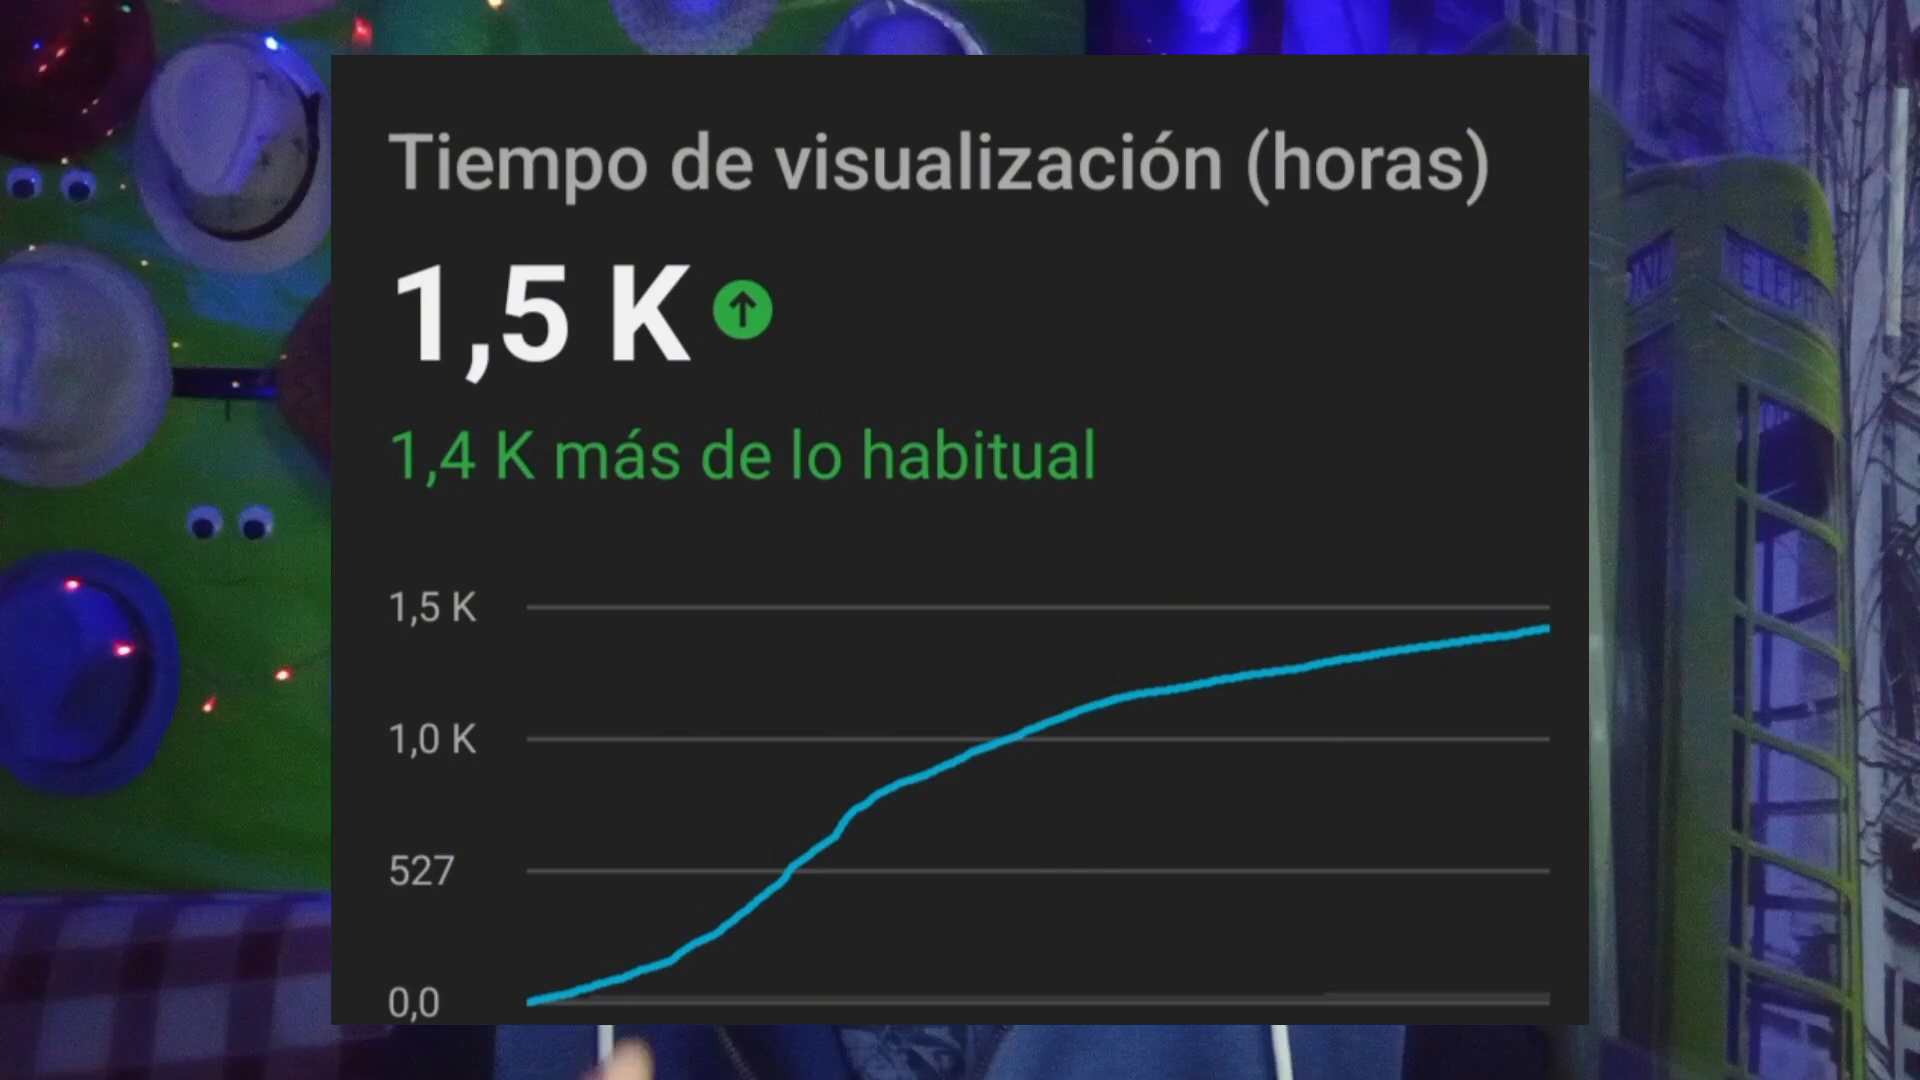 Tiempo de visualización (horas)
1,5 K
1,4 K más de lo habitual
1,5 K
1,0 K
527
0,0